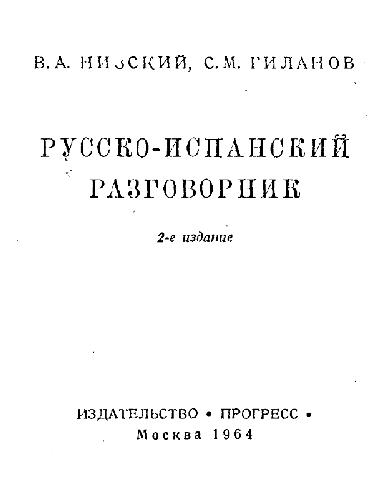 В. А. НИЗСКИЙ, С. М. ГИЛАНОВ
РУССКО-ИСПАНСКИЙ
РАЗГОВОРНИК
2-е издание
ИЗДАТЕЛЬСТВО • ПРОГРЕСС •
Москва 1964